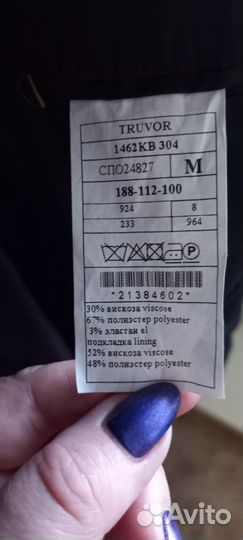 TRUVOR
1462KB 304
СПО24827 M
188-112-100
924 8
233 964
*21384602*
30% вискоза viscose
67% полиэстер polyester
3% эластан el
подкладка lining
52% вискоза viscose
48% полиэстер polyester
Avito